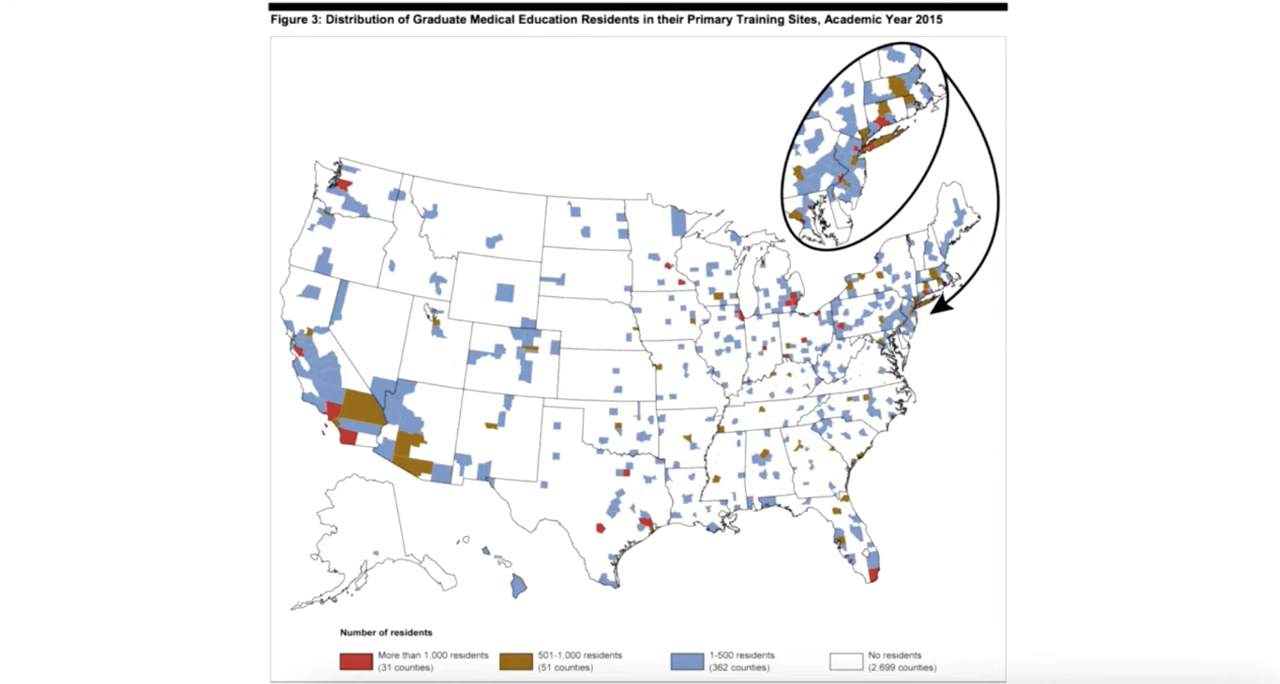 Figure 3: Distribution of Graduate Medical Education Residents in their Primary Training Sites, Academic Year 2015
Number of residents
More than 1,000 residents
(31 counties)
501-1,000 residents
(51 counties)
1-500 residents
(362 counties)
No residents
(2,699 counties)